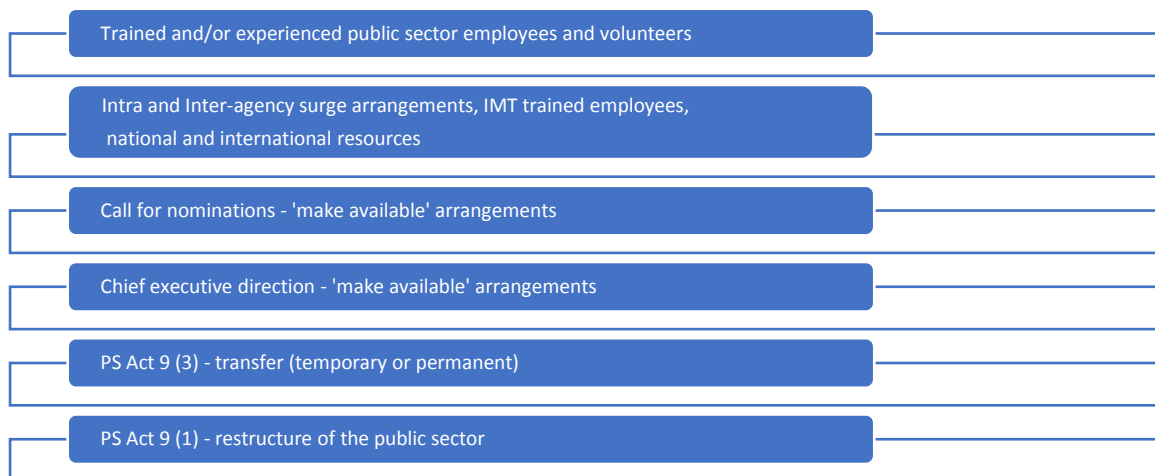 Trained and/or experienced public sector employees and volunteers
Intra and Inter-agency surge arrangements, IMT trained employees,
national and international resources
Call for nominations - 'make available' arrangements
Chief executive direction - 'make available' arrangements
PS Act 9 (3) - transfer (temporary or permanent)
PS Act 9 (1) - restructure of the public sector